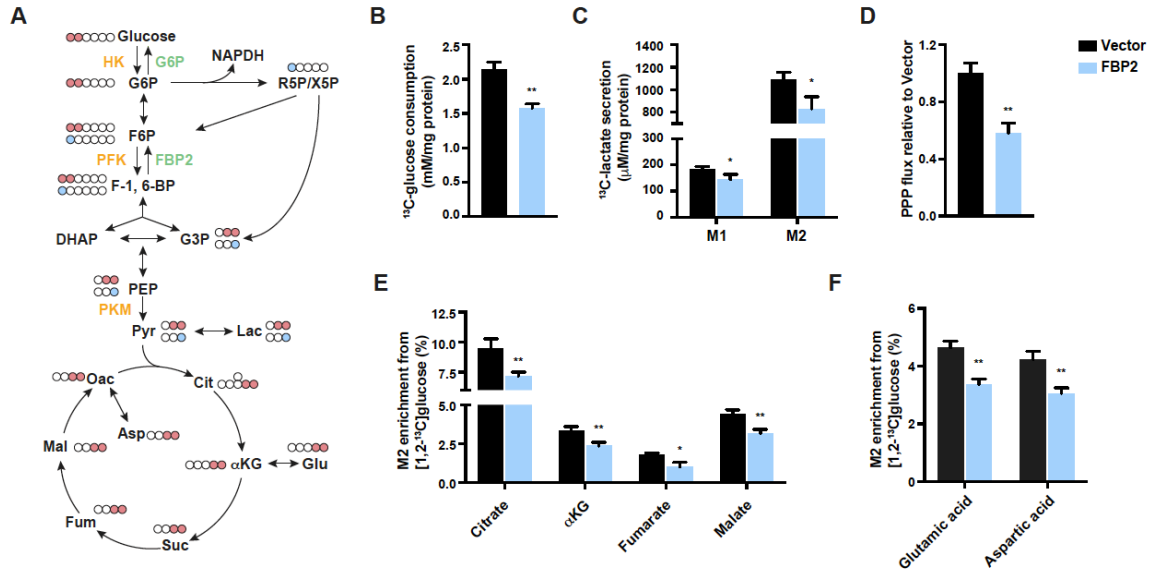 A
Glucose
HK
G6P
NAPDH
G6P
R5P/X5P
F6P
PFK
FBP2
F-1, 6-BP
DHAP
G3P
PEP
PKM
Pyr
Lac
Oac
Cit
Asp
Mal
αKG
Glu
Fum
Suc
B
¹³C-glucose consumption
(mM/mg protein)
2.5
2.0
1.5
1.0
0.5
0.0
**
C
¹³C-lactate secretion
(μM/mg protein)
1400
1200
1000
800
300
200
100
0
*
*
M1
M2
D
PPP flux relative to Vector
1.2
0.8
0.4
0.0
**
Vector
FBP2
E
M2 enrichment from
[1,2-¹³C]glucose (%)
12.5
10.0
7.5
5.0
2.5
0.0
**
**
*
**
Citrate
αKG
Fumarate
Malate
F
M2 enrichment from
[1,2-¹³C]glucose (%)
6
4
2
0
**
**
Glutamic acid
Aspartic acid